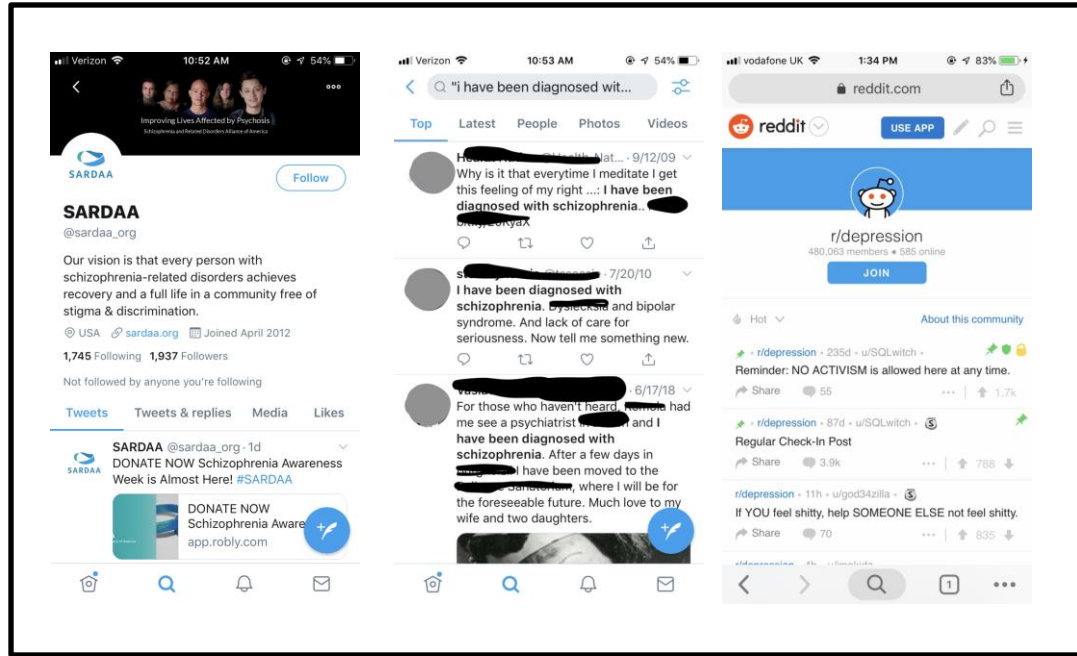 Verizon 10:52 AM 54%
Improving Lives Affected by Psychosis
Schizophrenia and Related Disorders Alliance of America
SARDAA
Follow
SARDAA
@sardaa_org
Our vision is that every person with
schizophrenia-related disorders achieves
recovery and a full life in a community free of
stigma & discrimination.
USA sardaa.org Joined April 2012
1,745 Following 1,937 Followers
Not followed by anyone you're following
Tweets Tweets & replies Media Likes
SARDAA @sardaa_org · 1d
SARDAA
DONATE NOW Schizophrenia Awareness
Week is Almost Here! #SARDAA
DONATE NOW
Schizophrenia Aware
app.robly.com
Verizon 10:53 AM 54%
"i have been diagnosed wit...
Top Latest People Photos Videos
Nat... · 9/12/09
Why is it that everytime I meditate I get
this feeling of my right ...: I have been
diagnosed with schizophrenia..
· 7/20/10
I have been diagnosed with
schizophrenia. and bipolar
syndrome. And lack of care for
seriousness. Now tell me something new.
· 6/17/18
For those who haven't heard, had
me see a psychiatrist and I
have been diagnosed with
schizophrenia. After a few days in
I have been moved to the
, where I will be for
the foreseeable future. Much love to my
wife and two daughters.
vodafone UK 1:34 PM 83%
reddit.com
reddit USE APP
r/depression
480,063 members • 585 online
JOIN
Hot About this community
r/depression • 235d • u/SQLwitch •
Reminder: NO ACTIVISM is allowed here at any time.
Share 55 ... 1.7k
r/depression • 87d • u/SQLwitch •
Regular Check-In Post
Share 3.9k ... 788
r/depression • 11h • u/god34zilla •
If YOU feel shitty, help SOMEONE ELSE not feel shitty.
Share 70 ... 835
1